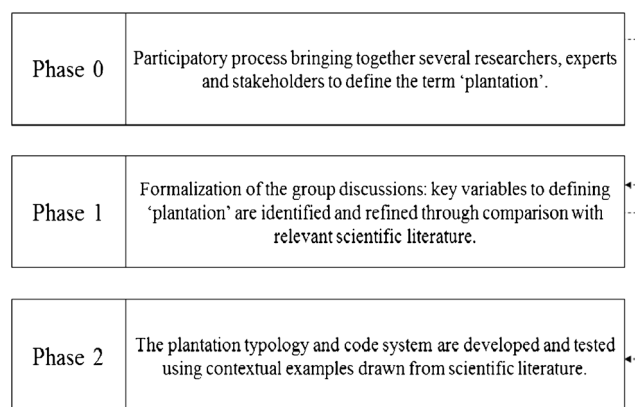 Phase 0
Participatory process bringing together several researchers, experts
and stakeholders to define the term ‘plantation’.
Phase 1
Formalization of the group discussions: key variables to defining
‘plantation’ are identified and refined through comparison with
relevant scientific literature.
Phase 2
The plantation typology and code system are developed and tested
using contextual examples drawn from scientific literature.